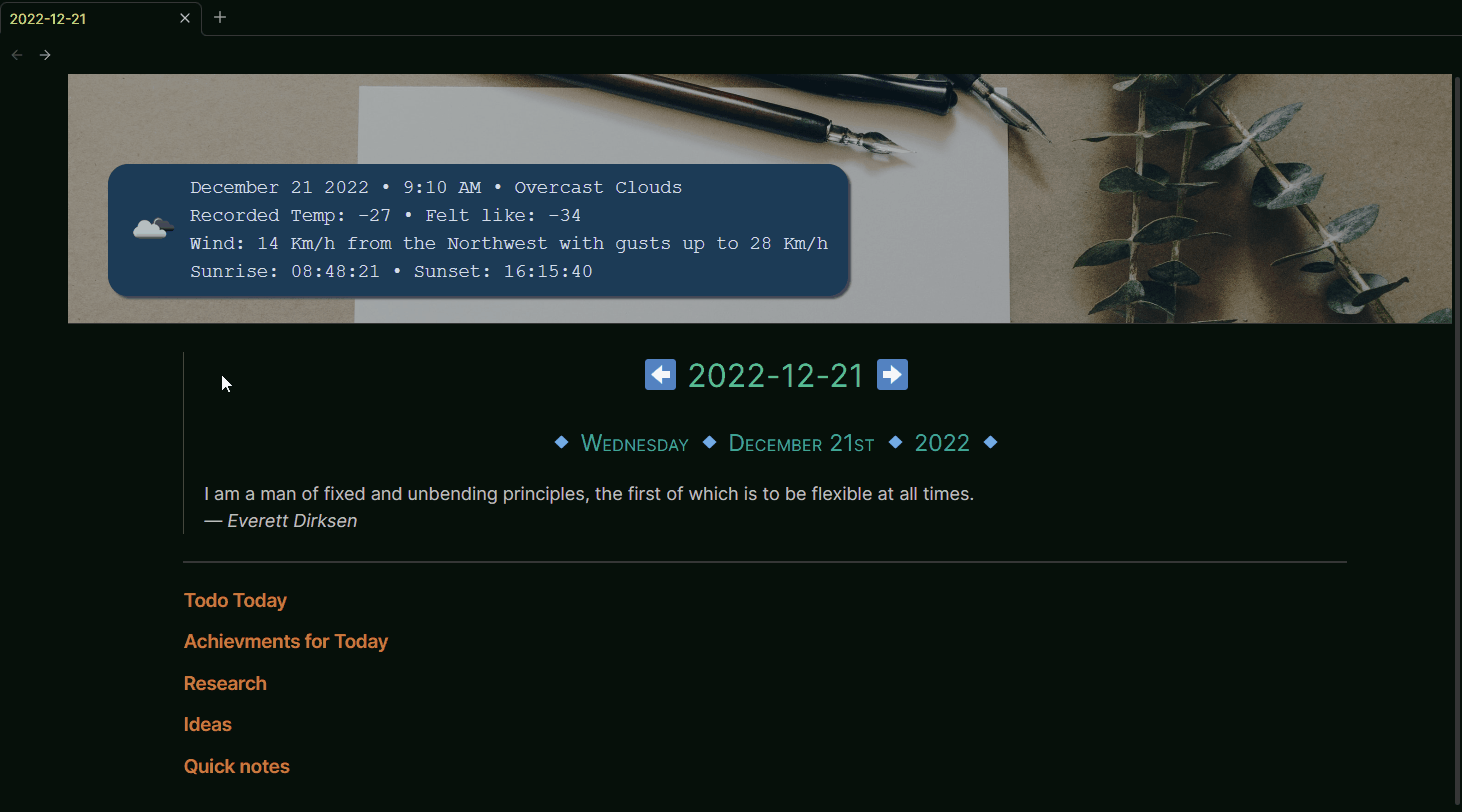 2022-12-21
December 21 2022 • 9:10 AM • Overcast Clouds
Recorded Temp: -27 • Felt like: -34
Wind: 14 Km/h from the Northwest with gusts up to 28 Km/h
Sunrise: 08:48:21 • Sunset: 16:15:40
2022-12-21
Wednesday December 21st 2022
I am a man of fixed and unbending principles, the first of which is to be flexible at all times.
— Everett Dirksen
Todo Today
Achievments for Today
Research
Ideas
Quick notes